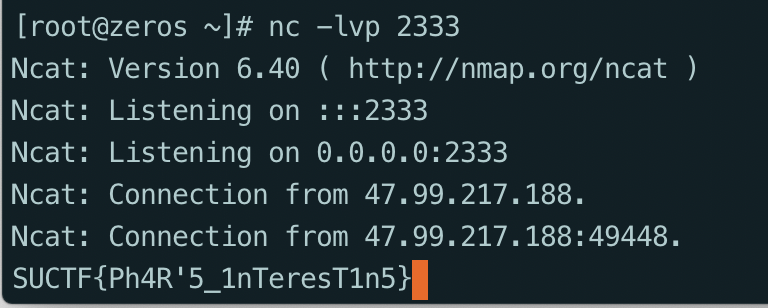 [root@zeros ~]# nc -lvp 2333
Ncat: Version 6.40 ( http://nmap.org/ncat )
Ncat: Listening on :::2333
Ncat: Listening on 0.0.0.0:2333
Ncat: Connection from 47.99.217.188.
Ncat: Connection from 47.99.217.188:49448.
SUCTF{Ph4R'5_1nTeresT1n5}